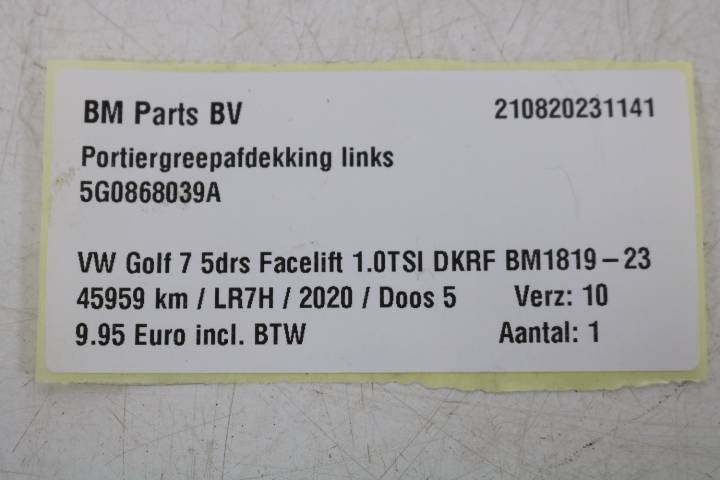 BM Parts BV 210820231141
Portiergreepafdekking links
5G0868039A
VW Golf 7 5drs Facelift 1.0TSI DKRF BM1819-23
45959 km / LR7H / 2020 / Doos 5 Verz: 10
9.95 Euro incl. BTW Aantal: 1